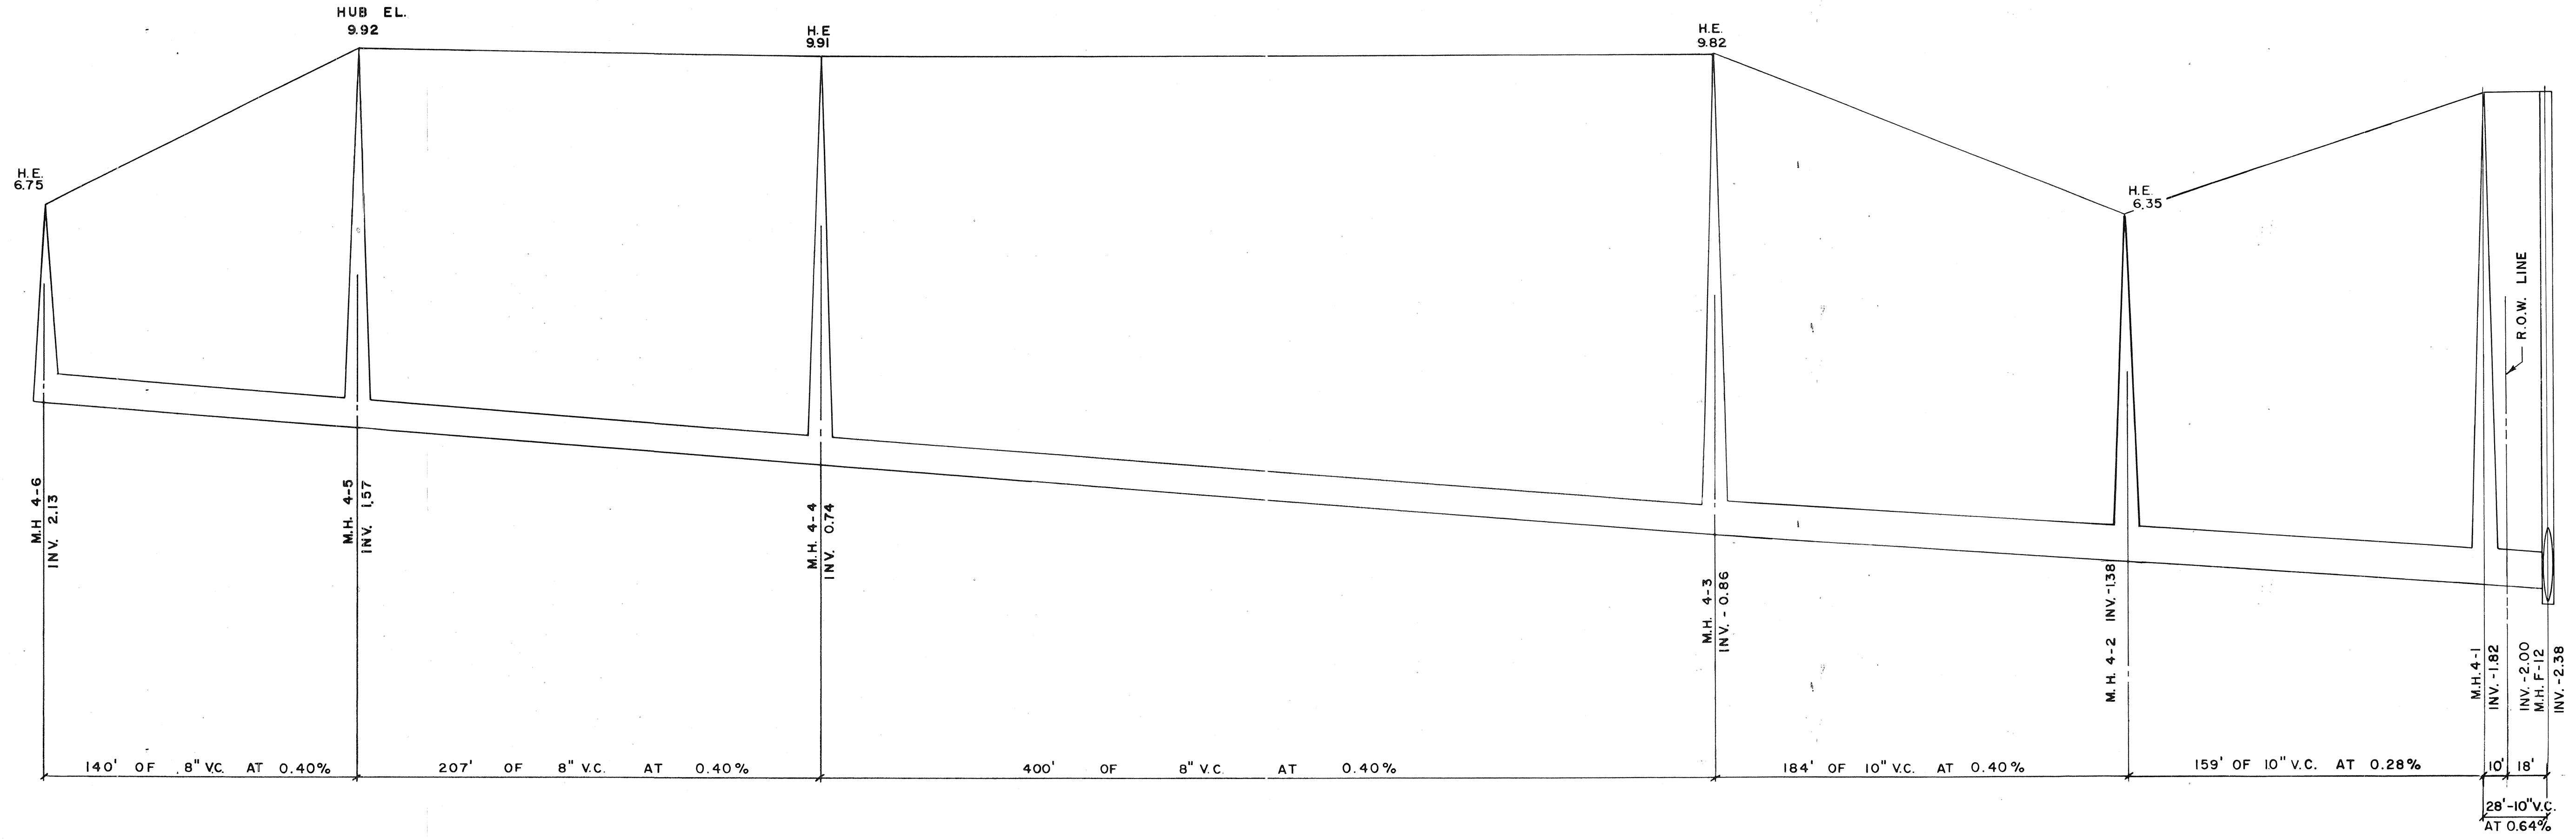 HUB EL.
9.92
H.E
9.91
H.E.
9.82
H.E.
6.75
H.E.
6.35
R.O.W. LINE
M.H 4-6
INV. 2.13
M.H. 4-5
INV. 1.57
M.H. 4-4
INV. 0.74
M.H. 4-3
INV. - 0.86
M.H. 4-2 INV. -1.38
M.H. 4-1
INV. -1.82
INV. -2.00
M.H. F-12
INV. -2.38
140' OF 8" V.C. AT 0.40%
207' OF 8" V.C. AT 0.40%
400' OF 8" V.C. AT 0.40%
184' OF 10" V.C. AT 0.40%
159' OF 10" V.C. AT 0.28%
10'
18'
28'-10" V.C.
AT 0.64%